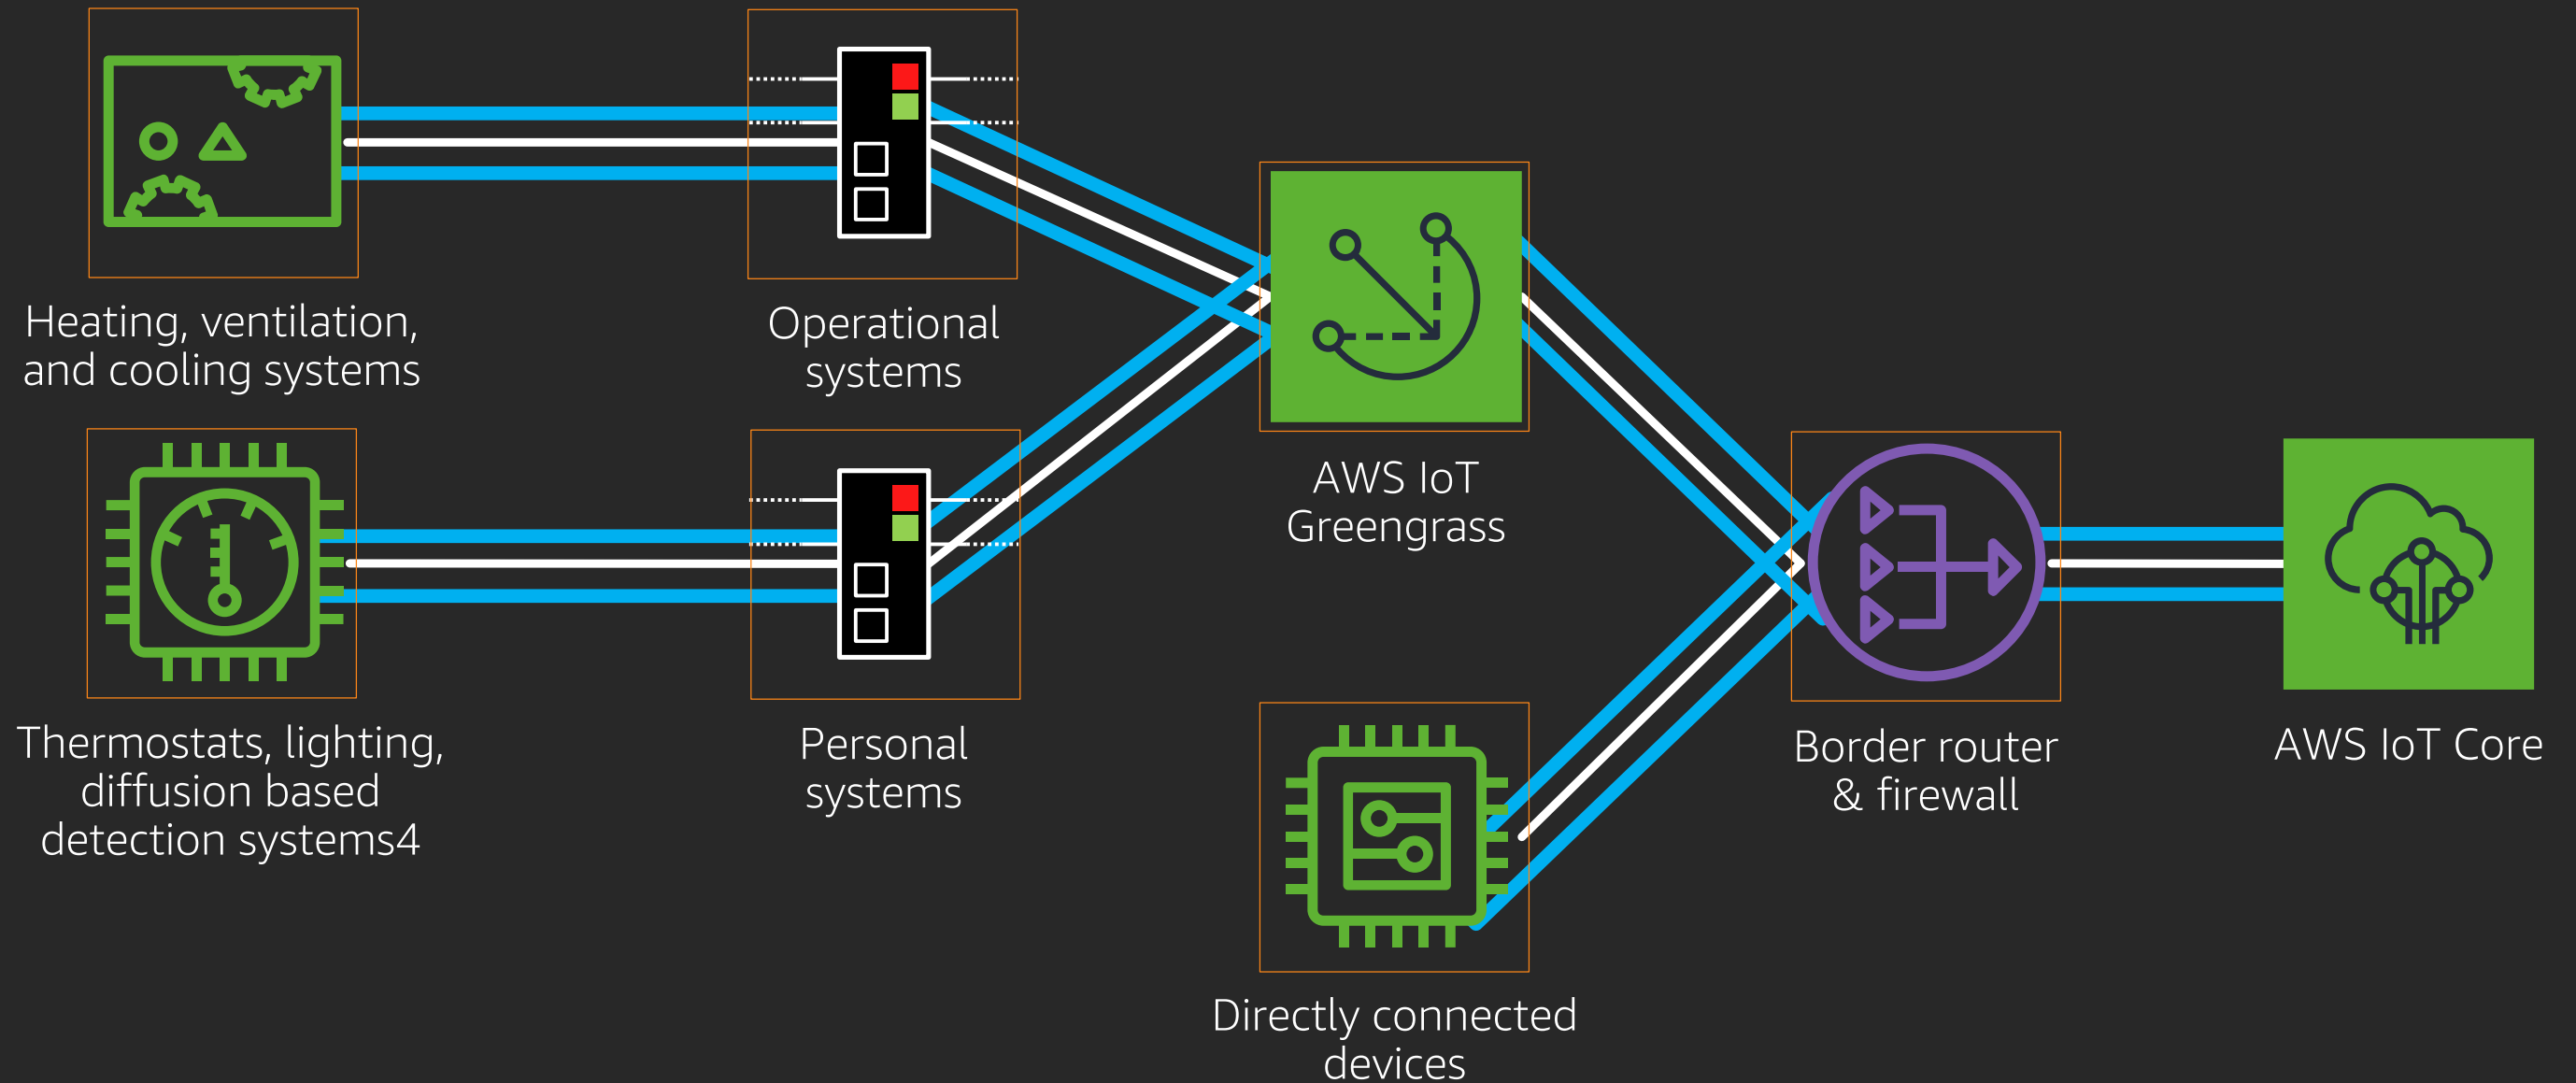 Heating, ventilation,
and cooling systems
Operational
systems
AWS IoT
Greengrass
Thermostats, lighting,
diffusion based
detection systems4
Personal
systems
Border router
& firewall
AWS IoT Core
Directly connected
devices